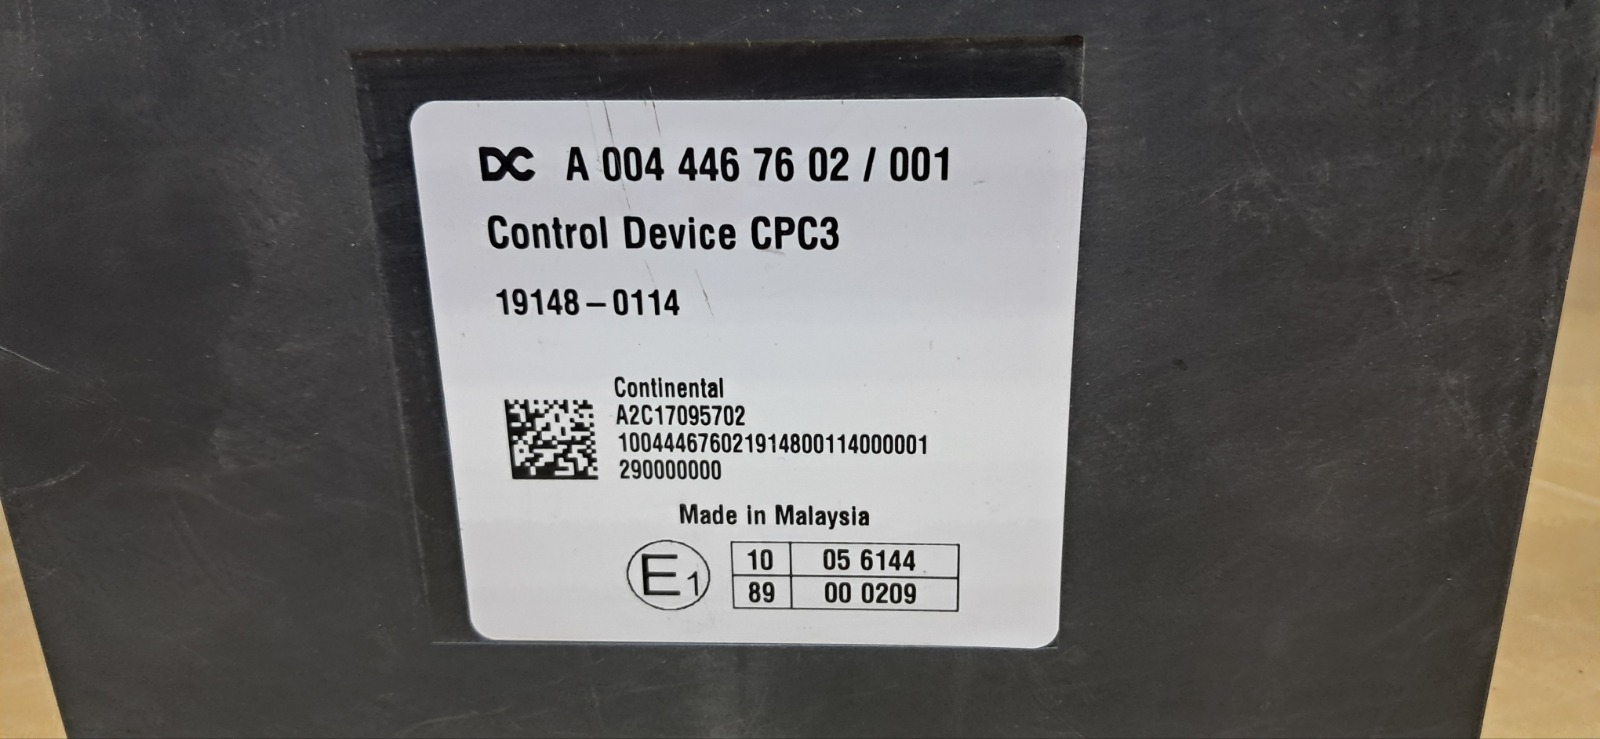 DC A 004 446 76 02 / 001
Control Device CPC3
19148-0114
Continental
A2C17095702
100444676021914800114000001
290000000
Made in Malaysia
E1
10 05 6144
89 00 0209